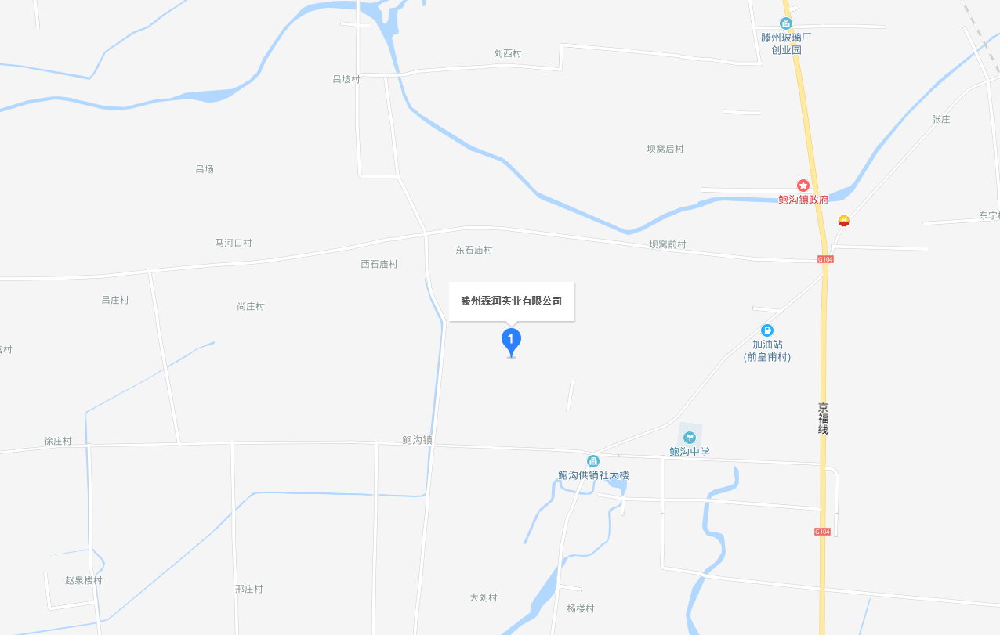 滕州玻璃厂
创业园
刘西村
吕坡村
张庄
坝窝后村
吕场
鲍沟镇政府
马河口村
东石庙村
坝窝前村
西石庙村
G104
滕州霖润实业有限公司
吕庄村
尚庄村
1
加油站
(前皇甫村)
京福线
徐庄村
鲍沟镇
鲍沟中学
鲍沟供销社大楼
G104
赵泉楼村
邢庄村
大刘村
杨楼村